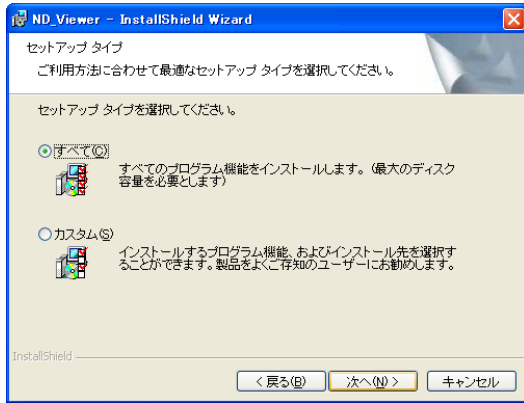 ND_Viewer - InstallShield Wizard
セットアップ タイプ
ご利用方法に合わせて最適なセットアップ タイプを選択してください。
セットアップ タイプを選択してください。
すべて(C)
すべてのプログラム機能をインストールします。(最大のディスク
容量を必要とします)
カスタム(S)
インストールするプログラム機能、およびインストール先を選択す
ることができます。製品をよくご存知のユーザーにお勧めします。
InstallShield
< 戻る(B) 次へ(N) > キャンセル